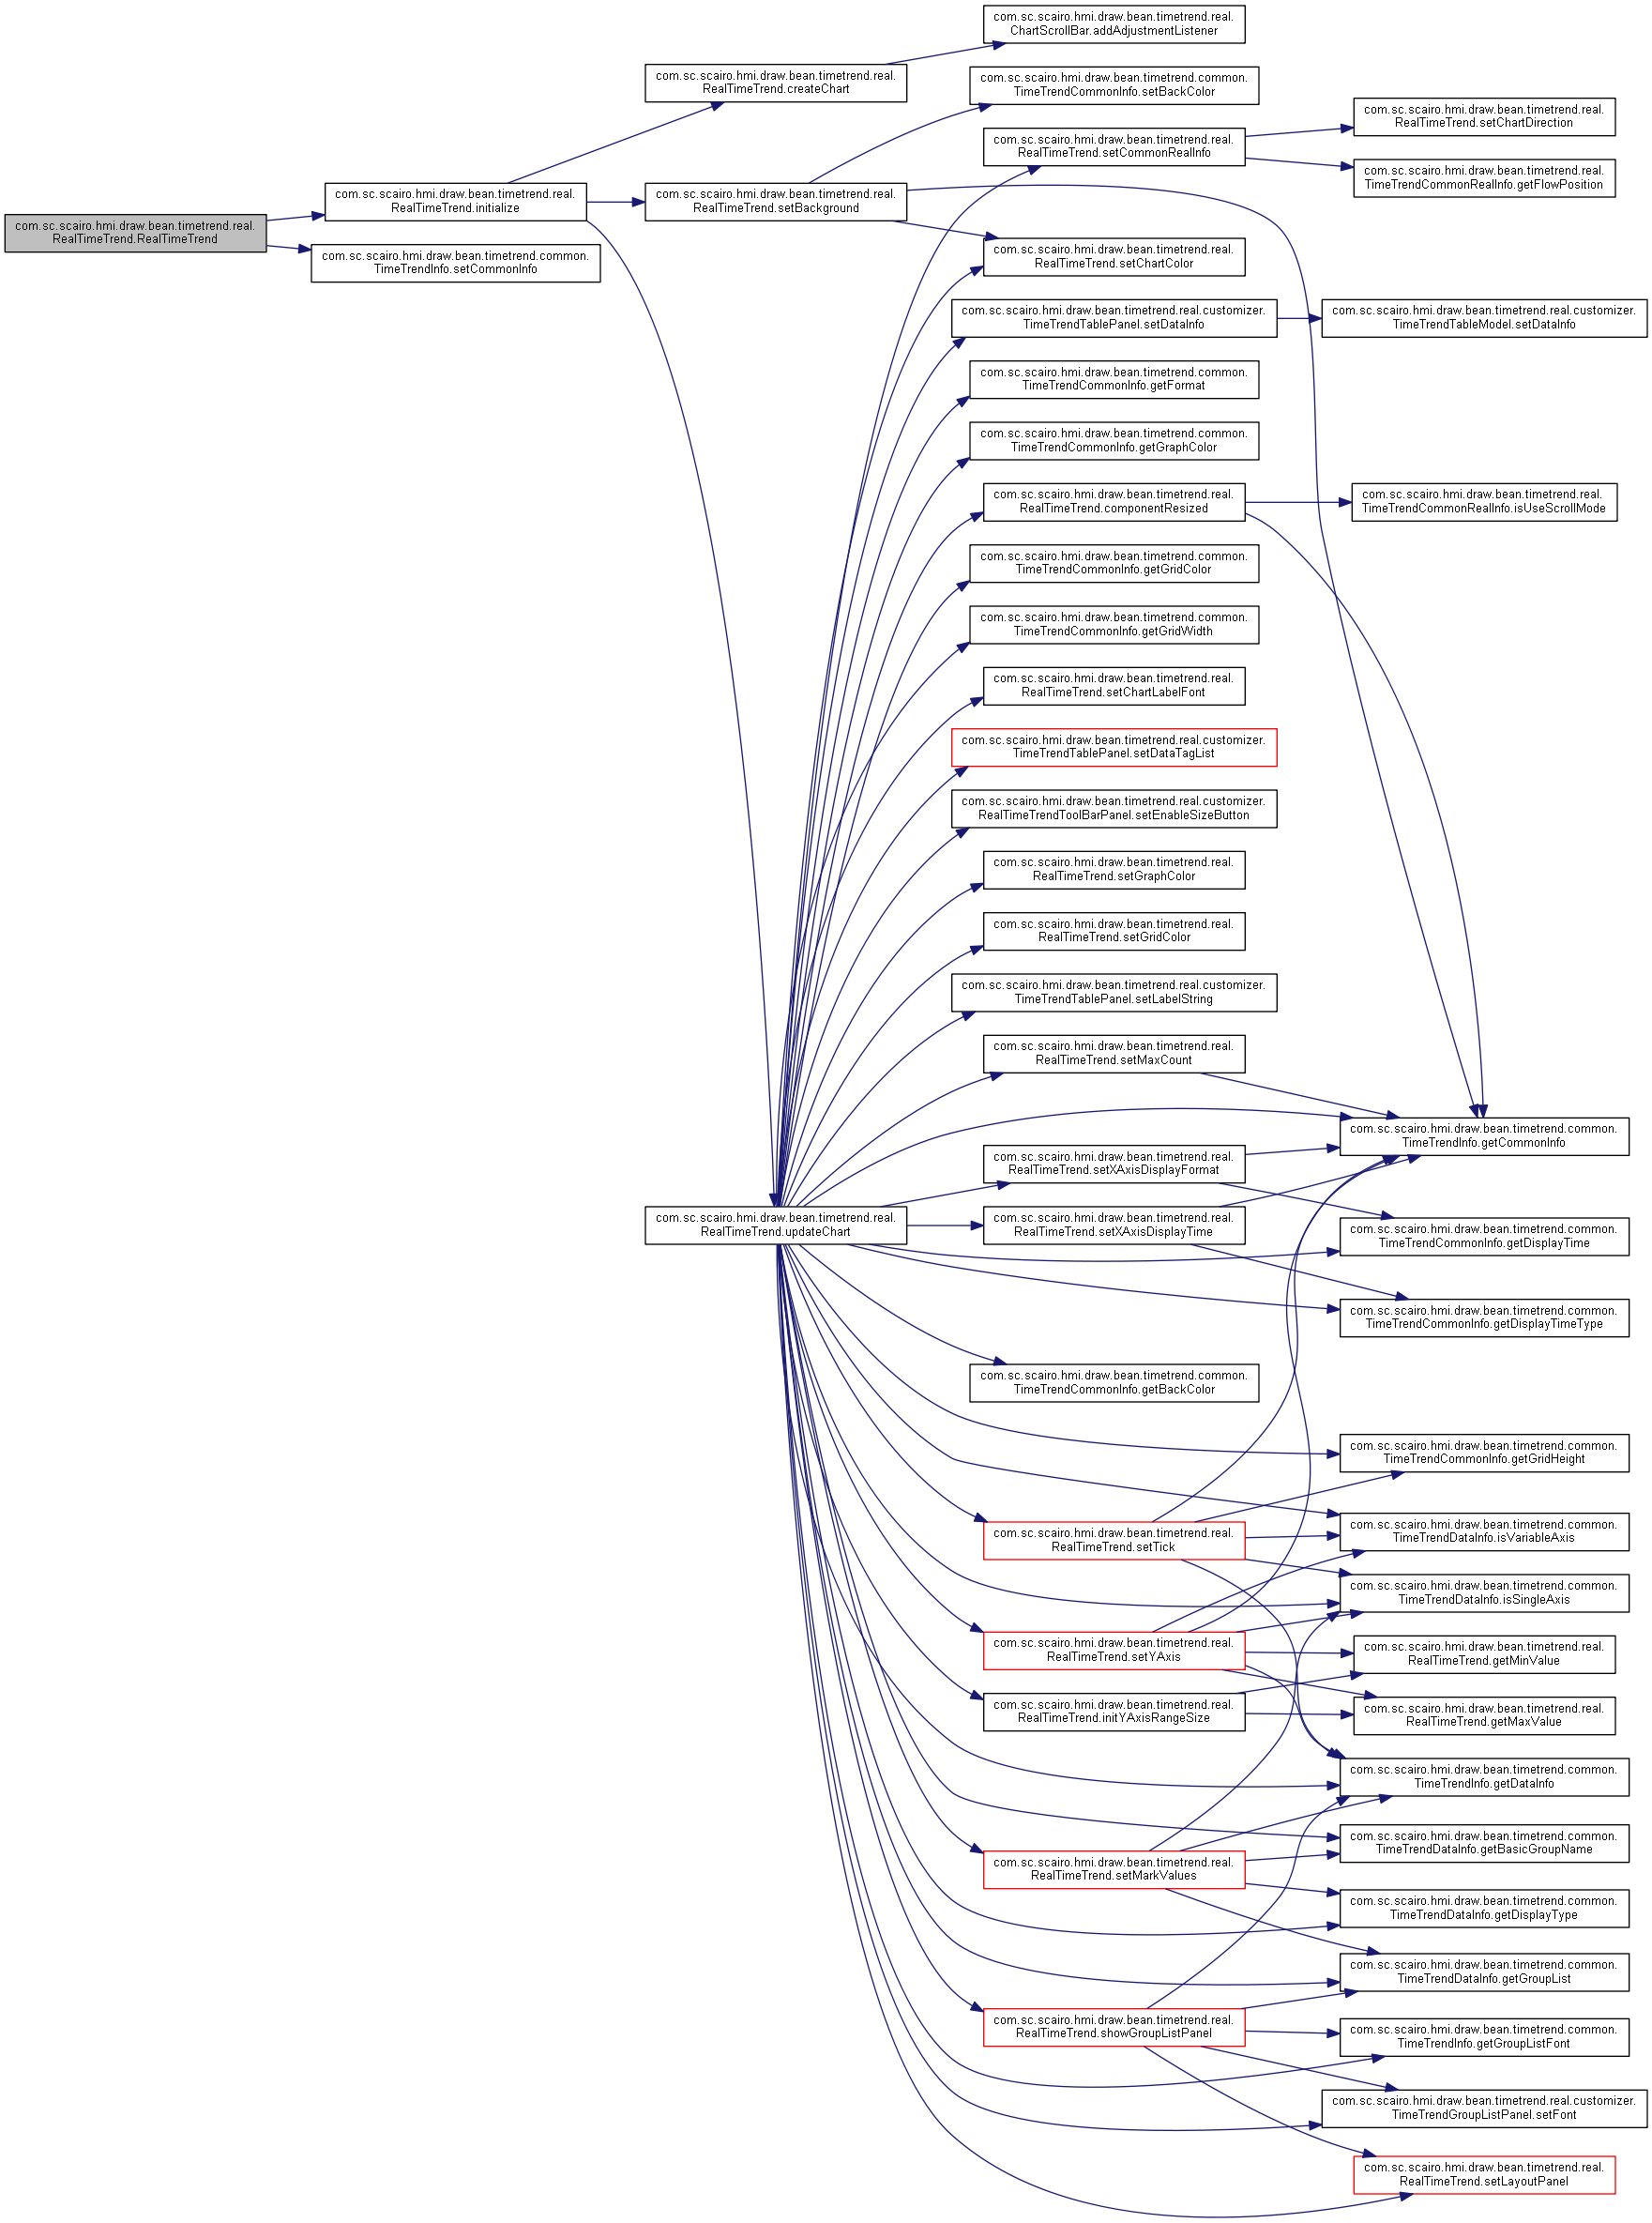 com.sc.scairo.hmi.draw.bean.timetrend.real.
RealTimeTrend.RealTimeTrend
com.sc.scairo.hmi.draw.bean.timetrend.real.
RealTimeTrend.initialize
com.sc.scairo.hmi.draw.bean.timetrend.common.
TimeTrendInfo.setCommonInfo
com.sc.scairo.hmi.draw.bean.timetrend.real.
RealTimeTrend.createChart
com.sc.scairo.hmi.draw.bean.timetrend.real.
RealTimeTrend.setBackground
com.sc.scairo.hmi.draw.bean.timetrend.real.
RealTimeTrend.updateChart
com.sc.scairo.hmi.draw.bean.timetrend.real.
ChartScrollBar.addAdjustmentListener
com.sc.scairo.hmi.draw.bean.timetrend.common.
TimeTrendCommonInfo.setBackColor
com.sc.scairo.hmi.draw.bean.timetrend.real.
RealTimeTrend.setCommonRealInfo
com.sc.scairo.hmi.draw.bean.timetrend.real.
RealTimeTrend.setChartColor
com.sc.scairo.hmi.draw.bean.timetrend.real.customizer.
TimeTrendTablePanel.setDataInfo
com.sc.scairo.hmi.draw.bean.timetrend.common.
TimeTrendCommonInfo.getFormat
com.sc.scairo.hmi.draw.bean.timetrend.common.
TimeTrendCommonInfo.getGraphColor
com.sc.scairo.hmi.draw.bean.timetrend.real.
RealTimeTrend.componentResized
com.sc.scairo.hmi.draw.bean.timetrend.common.
TimeTrendCommonInfo.getGridColor
com.sc.scairo.hmi.draw.bean.timetrend.common.
TimeTrendCommonInfo.getGridWidth
com.sc.scairo.hmi.draw.bean.timetrend.real.
RealTimeTrend.setChartLabelFont
com.sc.scairo.hmi.draw.bean.timetrend.real.customizer.
TimeTrendTablePanel.setDataTagList
com.sc.scairo.hmi.draw.bean.timetrend.real.customizer.
RealTimeTrendToolBarPanel.setEnableSizeButton
com.sc.scairo.hmi.draw.bean.timetrend.real.
RealTimeTrend.setGraphColor
com.sc.scairo.hmi.draw.bean.timetrend.real.
RealTimeTrend.setGridColor
com.sc.scairo.hmi.draw.bean.timetrend.real.customizer.
TimeTrendTablePanel.setLabelString
com.sc.scairo.hmi.draw.bean.timetrend.real.
RealTimeTrend.setMaxCount
com.sc.scairo.hmi.draw.bean.timetrend.real.
RealTimeTrend.setXAxisDisplayFormat
com.sc.scairo.hmi.draw.bean.timetrend.real.
RealTimeTrend.setXAxisDisplayTime
com.sc.scairo.hmi.draw.bean.timetrend.common.
TimeTrendCommonInfo.getBackColor
com.sc.scairo.hmi.draw.bean.timetrend.real.
RealTimeTrend.setTick
com.sc.scairo.hmi.draw.bean.timetrend.real.
RealTimeTrend.setYAxis
com.sc.scairo.hmi.draw.bean.timetrend.real.
RealTimeTrend.initYAxisRangeSize
com.sc.scairo.hmi.draw.bean.timetrend.real.
RealTimeTrend.setMarkValues
com.sc.scairo.hmi.draw.bean.timetrend.real.
RealTimeTrend.showGroupListPanel
com.sc.scairo.hmi.draw.bean.timetrend.real.
RealTimeTrend.setChartDirection
com.sc.scairo.hmi.draw.bean.timetrend.real.
TimeTrendCommonRealInfo.getFlowPosition
com.sc.scairo.hmi.draw.bean.timetrend.real.customizer.
TimeTrendTableModel.setDataInfo
com.sc.scairo.hmi.draw.bean.timetrend.real.
TimeTrendCommonRealInfo.isUseScrollMode
com.sc.scairo.hmi.draw.bean.timetrend.common.
TimeTrendInfo.getCommonInfo
com.sc.scairo.hmi.draw.bean.timetrend.common.
TimeTrendCommonInfo.getDisplayTime
com.sc.scairo.hmi.draw.bean.timetrend.common.
TimeTrendCommonInfo.getDisplayTimeType
com.sc.scairo.hmi.draw.bean.timetrend.common.
TimeTrendCommonInfo.getGridHeight
com.sc.scairo.hmi.draw.bean.timetrend.common.
TimeTrendDataInfo.isVariableAxis
com.sc.scairo.hmi.draw.bean.timetrend.common.
TimeTrendDataInfo.isSingleAxis
com.sc.scairo.hmi.draw.bean.timetrend.real.
RealTimeTrend.getMinValue
com.sc.scairo.hmi.draw.bean.timetrend.real.
RealTimeTrend.getMaxValue
com.sc.scairo.hmi.draw.bean.timetrend.common.
TimeTrendInfo.getDataInfo
com.sc.scairo.hmi.draw.bean.timetrend.common.
TimeTrendDataInfo.getBasicGroupName
com.sc.scairo.hmi.draw.bean.timetrend.common.
TimeTrendDataInfo.getDisplayType
com.sc.scairo.hmi.draw.bean.timetrend.common.
TimeTrendDataInfo.getGroupList
com.sc.scairo.hmi.draw.bean.timetrend.common.
TimeTrendInfo.getGroupListFont
com.sc.scairo.hmi.draw.bean.timetrend.real.customizer.
TimeTrendGroupListPanel.setFont
com.sc.scairo.hmi.draw.bean.timetrend.real.
RealTimeTrend.setLayoutPanel